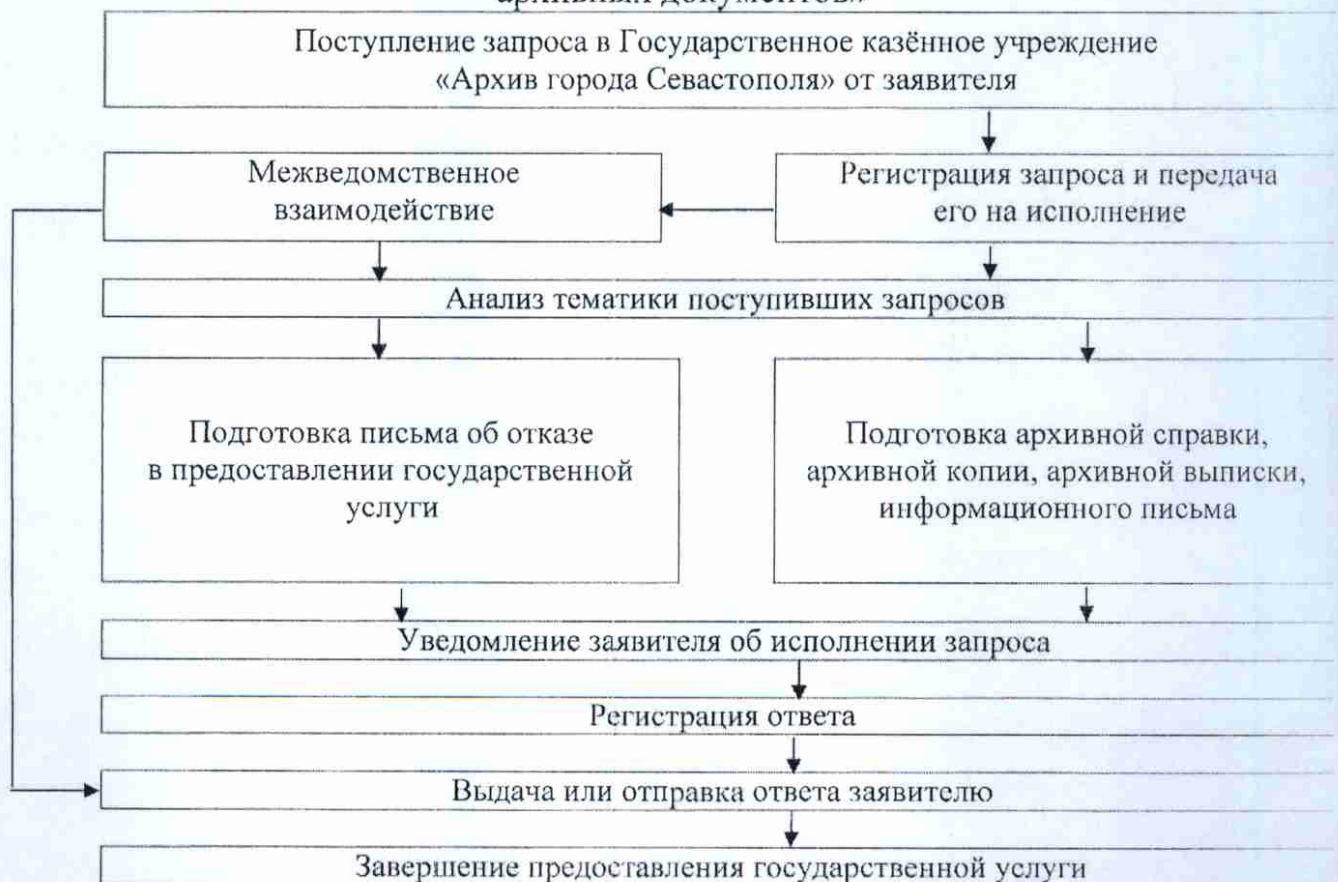 архивных документов»
Поступление запроса в Государственное казённое учреждение
«Архив города Севастополя» от заявителя
Межведомственное
взаимодействие
Регистрация запроса и передача
его на исполнение
Анализ тематики поступивших запросов
Подготовка письма об отказе
в предоставлении государственной
услуги
Подготовка архивной справки,
архивной копии, архивной выписки,
информационного письма
Уведомление заявителя об исполнении запроса
Регистрация ответа
Выдача или отправка ответа заявителю
Завершение предоставления государственной услуги